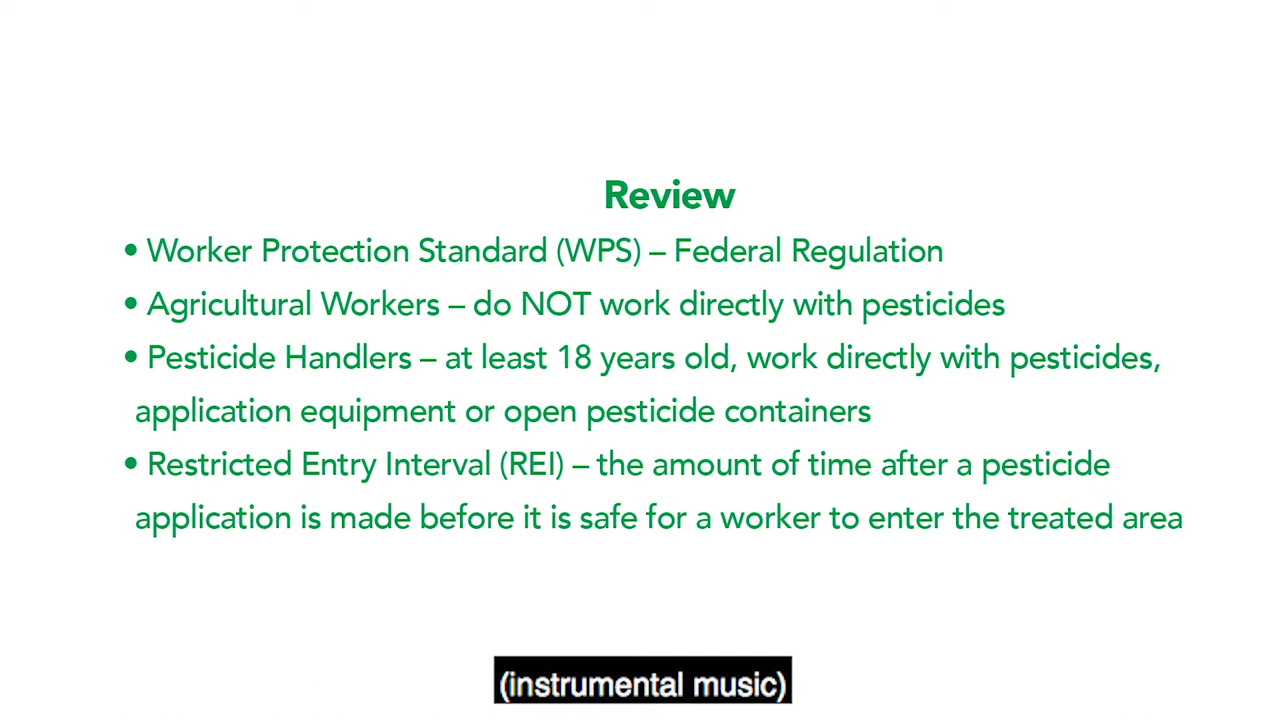 Review
• Worker Protection Standard (WPS) – Federal Regulation
• Agricultural Workers – do NOT work directly with pesticides
• Pesticide Handlers – at least 18 years old, work directly with pesticides,
application equipment or open pesticide containers
• Restricted Entry Interval (REI) – the amount of time after a pesticide
application is made before it is safe for a worker to enter the treated area
(instrumental music)